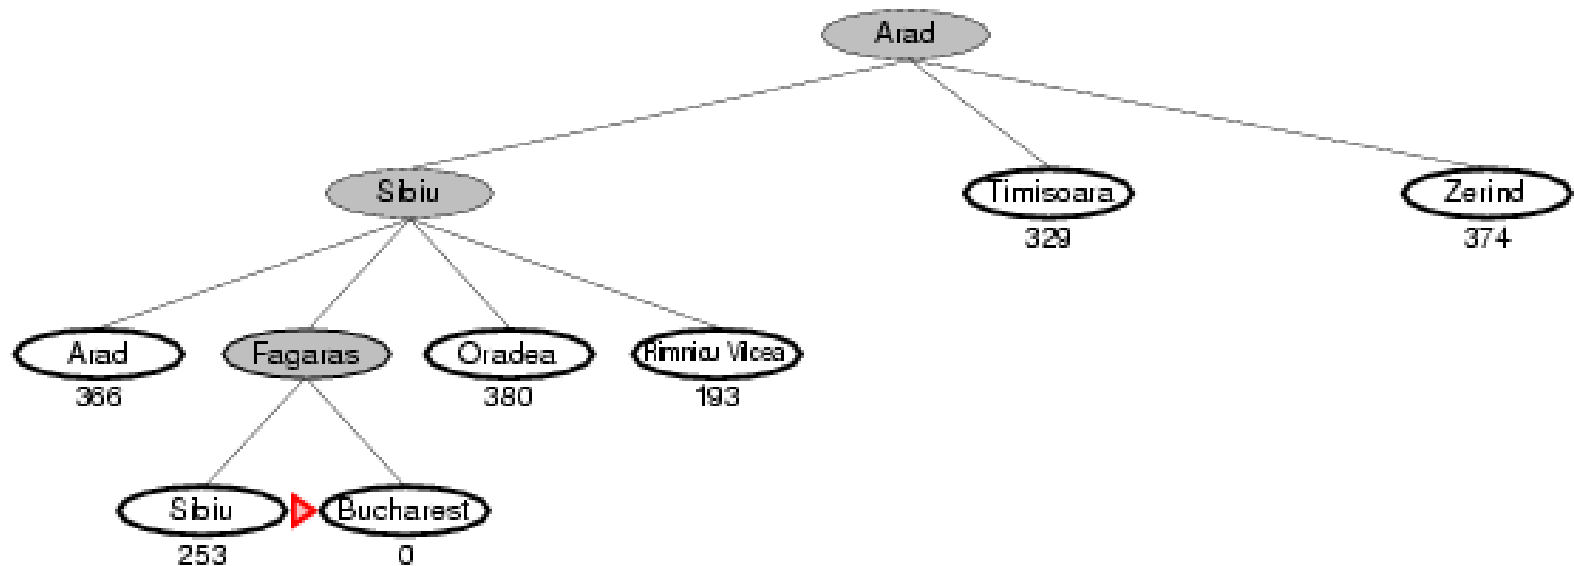 Arad
Sibiu
Timisoara
Zerind
329
374
Arad
Fagaras
Oradea
Rimnicu Vilcea
366
380
193
Sibiu
Bucharest
253
0